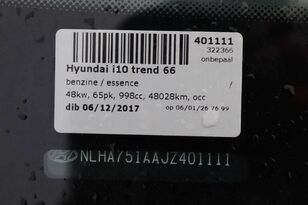 401111
322366
onbepaal
Hyundai i10 trend 66
benzine / essence
48kw, 65pk, 998cc, 48028km, occ
dib 06/12/2017
op 06/01/26 76 99
NLHA751AAJZ401111